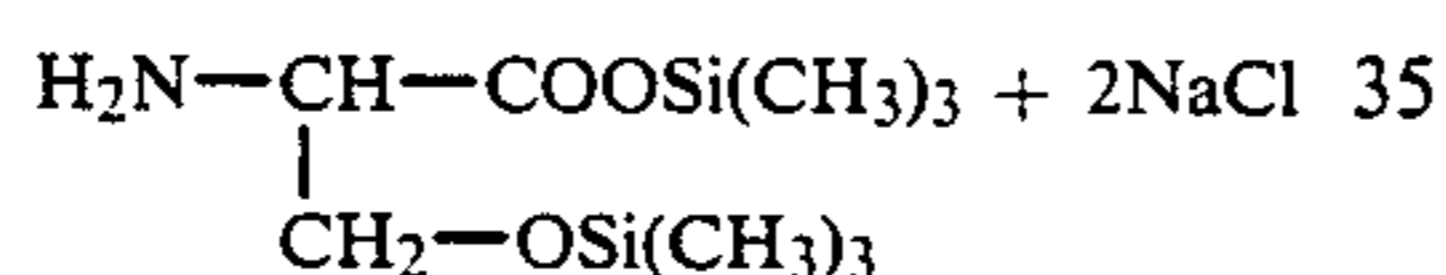 H₂N—CH—COOSi(CH₃)₃ + 2NaCl 35
CH₂—OSi(CH₃)₃